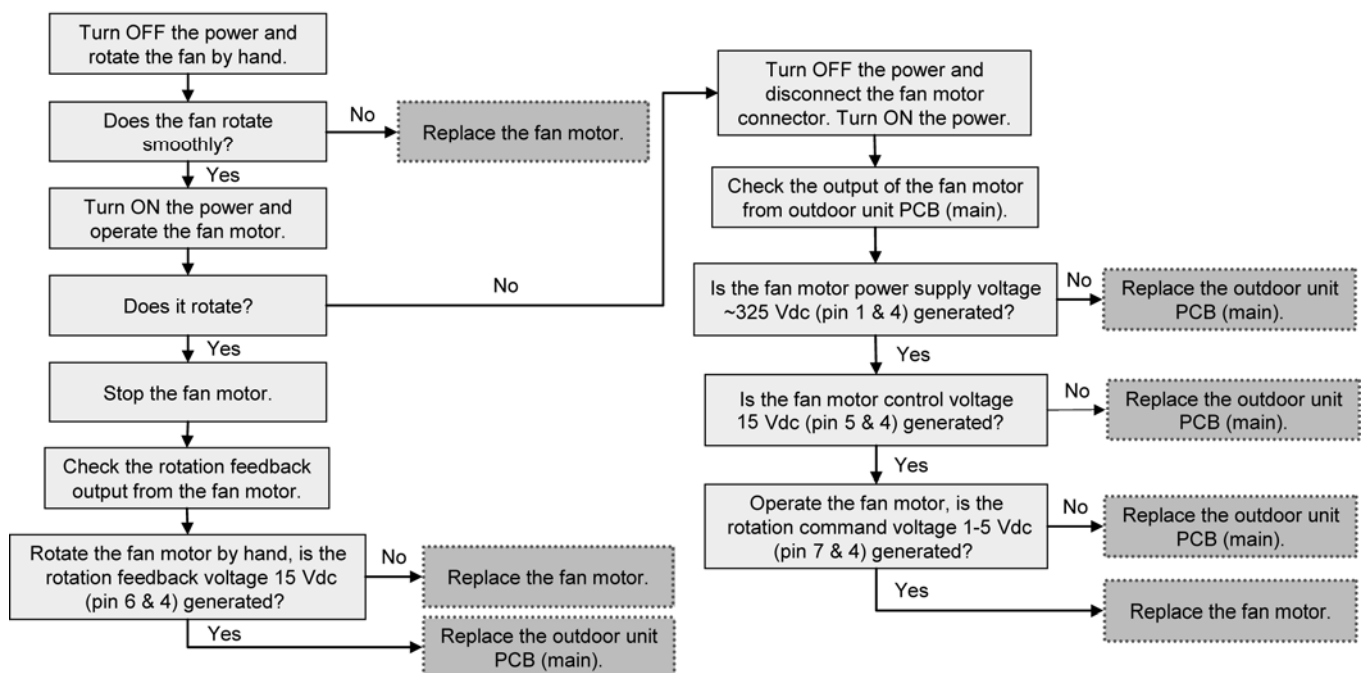 Turn OFF the power and
rotate the fan by hand.
Does the fan rotate
smoothly?
No
Replace the fan motor.
Yes
Turn ON the power and
operate the fan motor.
Does it rotate?
No
Yes
Stop the fan motor.
Check the rotation feedback
output from the fan motor.
Rotate the fan motor by hand, is the
rotation feedback voltage 15 Vdc
(pin 6 & 4) generated?
No
Replace the fan motor.
Yes
Replace the outdoor unit
PCB (main).
Turn OFF the power and
disconnect the fan motor
connector. Turn ON the power.
Check the output of the fan motor
from outdoor unit PCB (main).
Is the fan motor power supply voltage
~325 Vdc (pin 1 & 4) generated?
No
Replace the outdoor unit
PCB (main).
Yes
Is the fan motor control voltage
15 Vdc (pin 5 & 4) generated?
No
Replace the outdoor unit
PCB (main).
Yes
Operate the fan motor, is the
rotation command voltage 1-5 Vdc
(pin 7 & 4) generated?
No
Replace the outdoor unit
PCB (main).
Yes
Replace the fan motor.